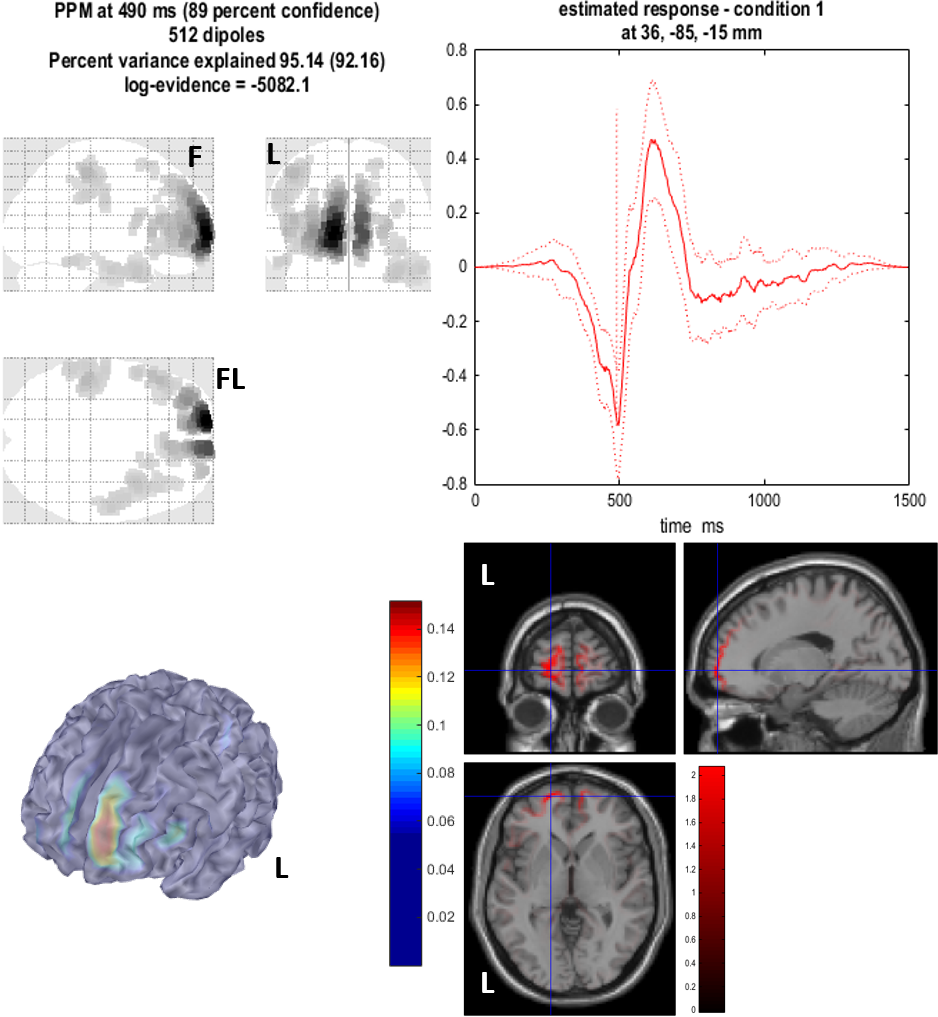 PPM at 490 ms (89 percent confidence)
512 dipoles
Percent variance explained 95.14 (92.16)
log-evidence = -5082.1
F
L
FL
estimated response - condition 1
at 36, -85, -15 mm
0.8
0.6
0.4
0.2
0
-0.2
-0.4
-0.6
-0.8
0
500
1000
1500
time ms
L
0.14
0.12
0.1
0.08
0.06
0.04
0.02
L
L
2
1.8
1.6
1.4
1.2
1
0.8
0.6
0.4
0.2
0